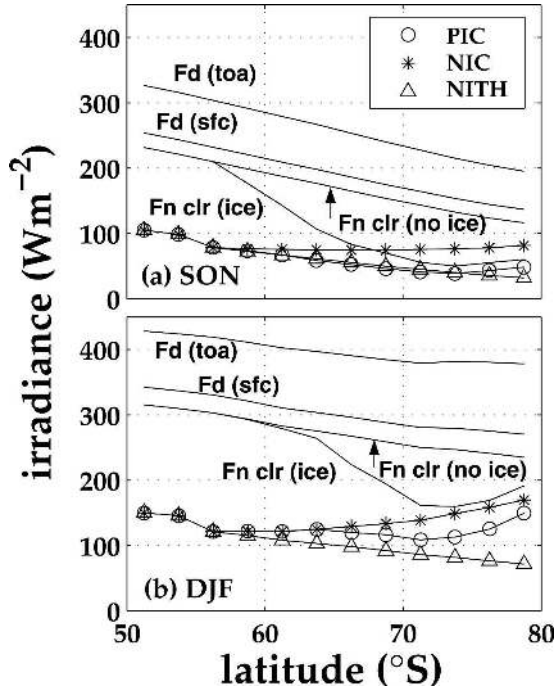 400
300
200
100
0
Fd (toa)
Fd (sfc)
Fn clr (ice)
Fn clr (no ice)
(a) SON
PIC
NIC
NITH
irradiance (Wm−2)
400
300
200
100
0
Fd (toa)
Fd (sfc)
Fn clr (ice)
Fn clr (no ice)
(b) DJF
50
60
70
80
latitude (°S)